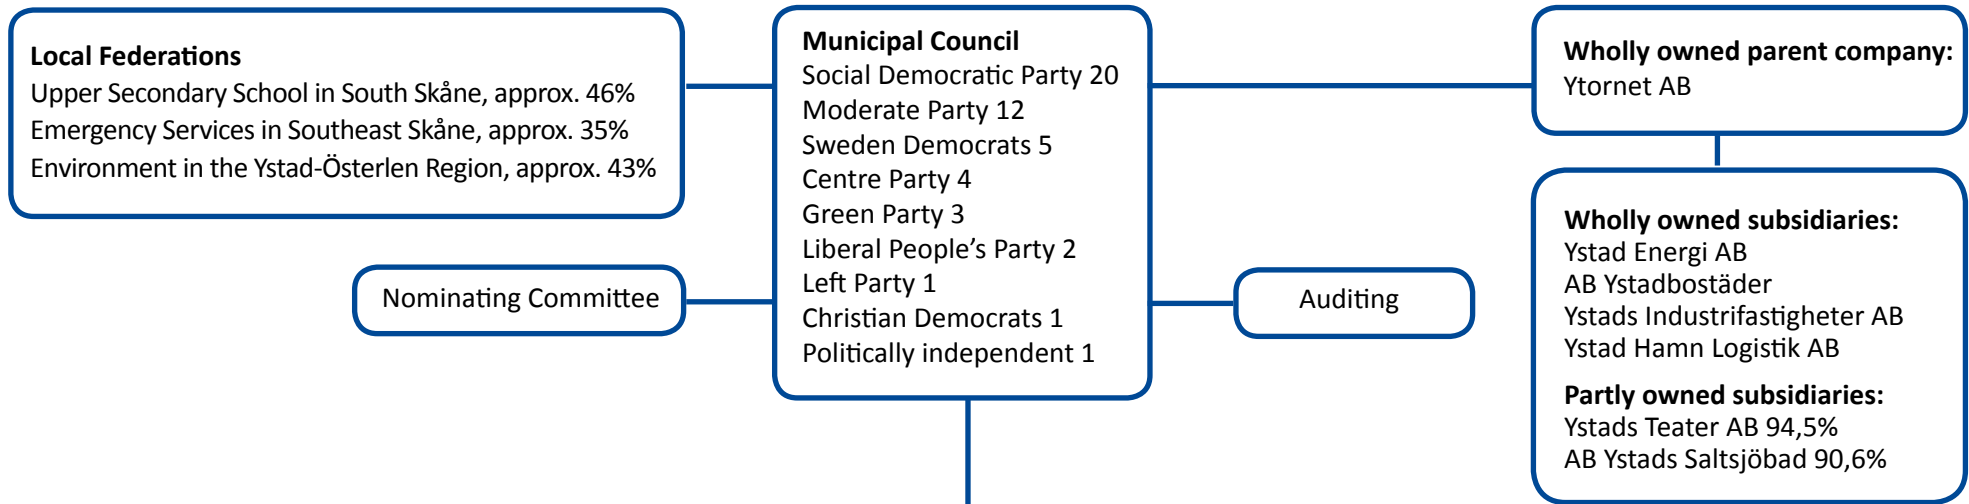 Local Federations
Upper Secondary School in South Skåne, approx. 46%
Emergency Services in Southeast Skåne, approx. 35%
Environment in the Ystad-Österlen Region, approx. 43%
Municipal Council
Social Democratic Party 20
Moderate Party 12
Sweden Democrats 5
Centre Party 4
Green Party 3
Liberal People’s Party 2
Left Party 1
Christian Democrats 1
Politically independent 1
Wholly owned parent company:
Ytornet AB
Nominating Committee
Auditing
Wholly owned subsidiaries:
Ystad Energi AB
AB Ystadbostäder
Ystads Industrifastigheter AB
Ystad Hamn Logistik AB
Partly owned subsidiaries:
Ystads Teater AB 94,5%
AB Ystads Saltsjöbad 90,6%